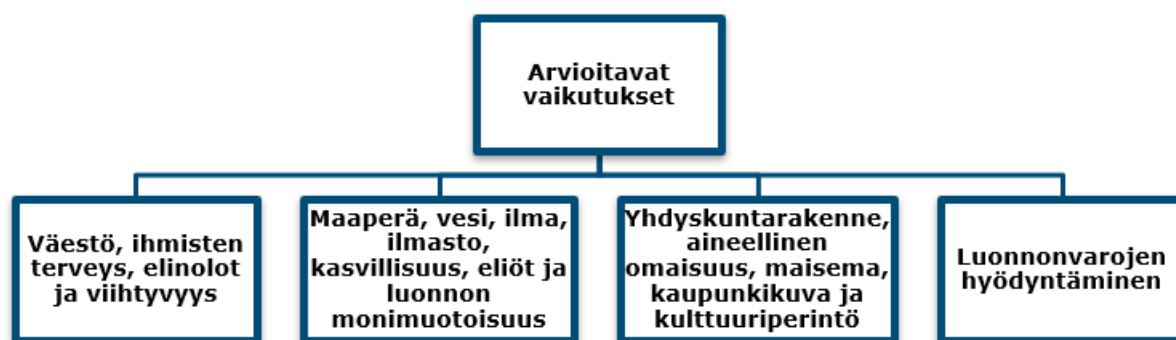 Arvioitavat
vaikutukset
Väestö, ihmisten
terveys, elinolot
ja viihtyvyys
Maaperä, vesi, ilma,
ilmasto,
kasvillisuus, eliöt ja
luonnon
monimuotoisuus
Yhdyskuntarakenne,
aineellinen
omaisuus, maisema,
kaupunkikuva ja
kulttuuriperintö
Luonnonvarojen
hyödyntäminen